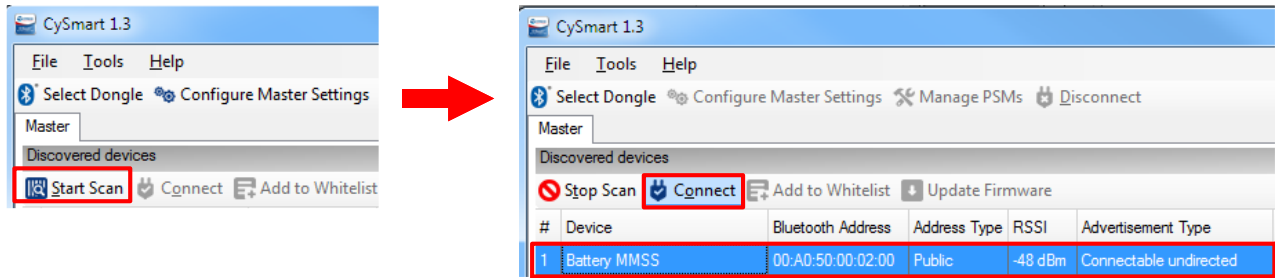 CySmart 1.3
File Tools Help
Select Dongle Configure Master Settings
Master
Discovered devices
Start Scan Connect Add to Whitelist
CySmart 1.3
File Tools Help
Select Dongle Configure Master Settings Manage PSMs Disconnect
Master
Discovered devices
Stop Scan Connect Add to Whitelist Update Firmware
# Device Bluetooth Address Address Type RSSI Advertisement Type
1 Battery MMSS 00:A0:50:00:02:00 Public -48 dBm Connectable undirected